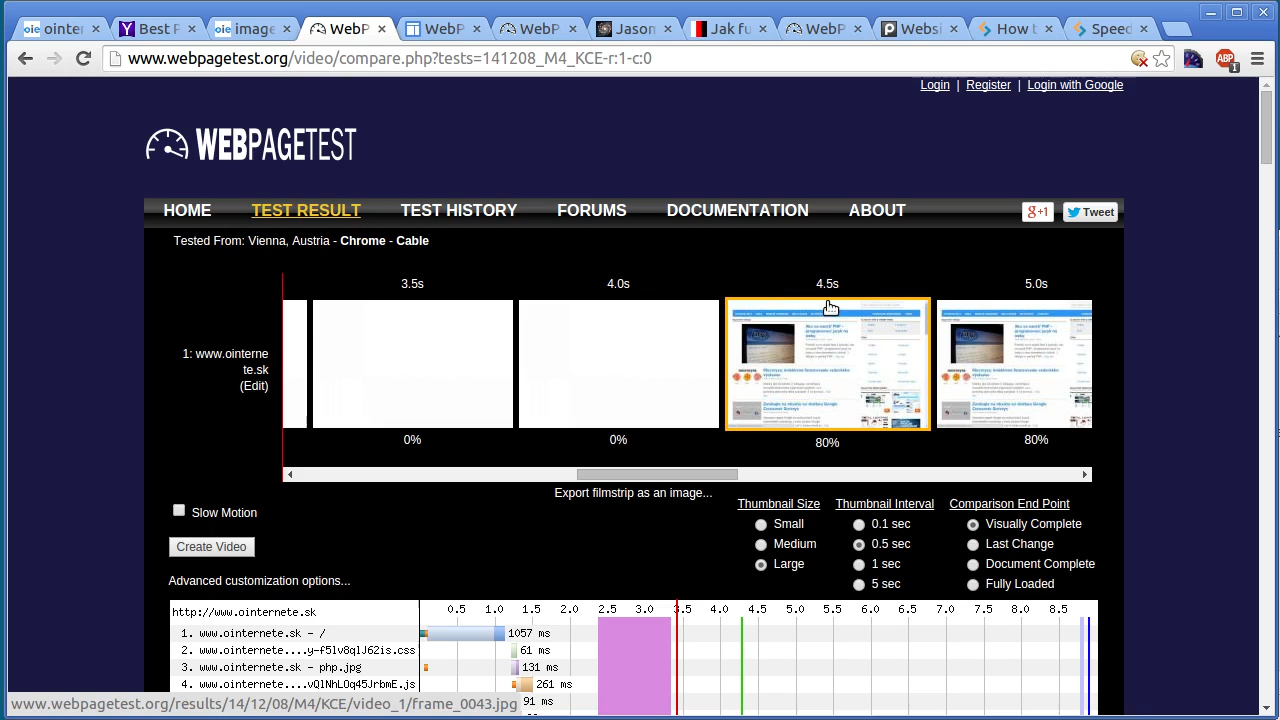 ointer
Best P
image
WebP
WebP
WebP
Jason
Jak fu
WebP
Websi
How t
Speed
www.webpagetest.org/video/compare.php?tests=141208_M4_KCE-r:1-c:0
ABP
1
Login | Register | Login with Google
WEBPAGETEST
HOME TEST RESULT TEST HISTORY FORUMS DOCUMENTATION ABOUT
g+1 Tweet
Tested From: Vienna, Austria - Chrome - Cable
3.5s 4.0s 4.5s 5.0s
1: www.ointerne
te.sk
(Edit)
0% 0% 80% 80%
Export filmstrip as an image...
Slow Motion
Create Video
Advanced customization options...
Thumbnail Size
Small
Medium
Large
Thumbnail Interval
0.1 sec
0.5 sec
1 sec
5 sec
Comparison End Point
Visually Complete
Last Change
Document Complete
Fully Loaded
http://www.ointernete.sk 0.5 1.0 1.5 2.0 2.5 3.0 3.5 4.0 4.5 5.0 5.5 6.0 6.5 7.0 7.5 8.0 8.5
1. www.ointernete.sk - / 1057 ms
2. www.ointernete....y-f5lv8qlJ62is.css 61 ms
3. www.ointernete.sk - php.jpg 131 ms
4. www.ointernete....vQlNhLOq45JrbmE.js 261 ms
91 ms
www.webpagetest.org/results/14/12/08/M4/KCE/video_1/frame_0043.jpg